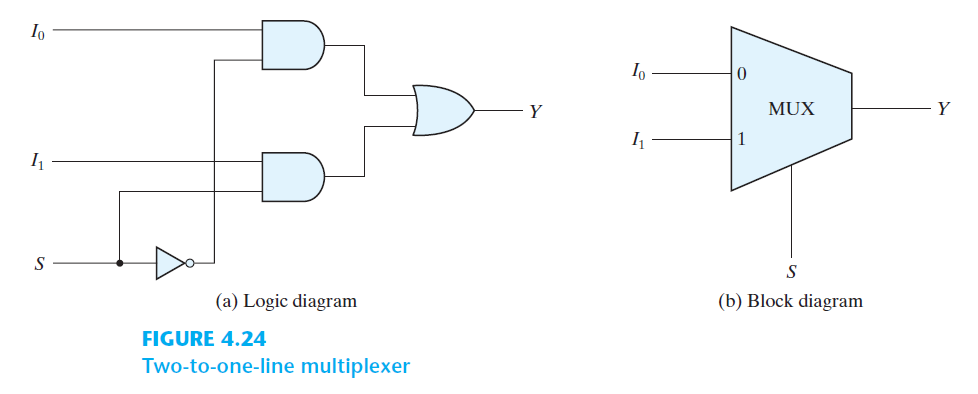 I0
I1
S
Y
(a) Logic diagram
I0
I1
0
1
MUX
Y
S
(b) Block diagram
FIGURE 4.24
Two-to-one-line multiplexer